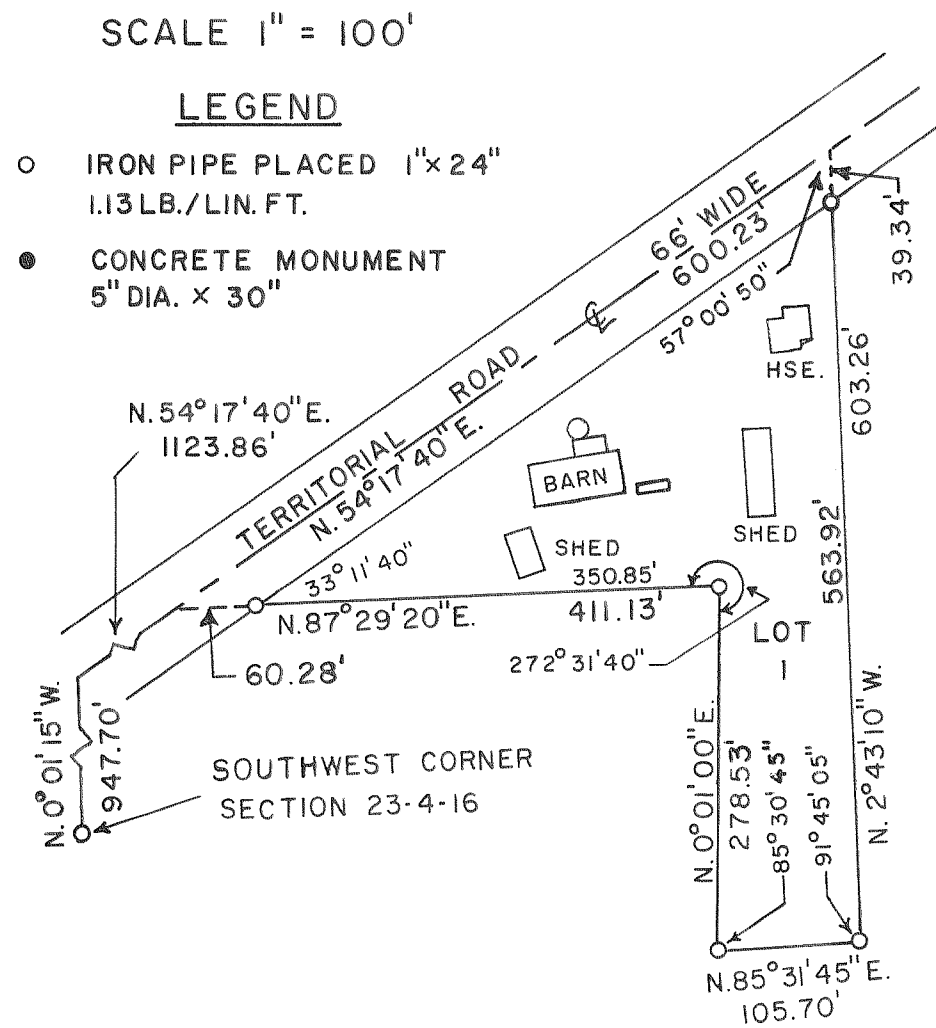 SCALE 1" = 100'
LEGEND
IRON PIPE PLACED 1"x 24"
1.13 LB./LIN. FT.
CONCRETE MONUMENT
5" DIA. X 30"
66' WIDE
600.23'
39.34'
57°00'50"
HSE.
603.26'
N.54°17'40"E.
1123.86'
TERRITORIAL ROAD ℄
N.54°17'40"E.
BARN
SHED
SHED
563.92'
33°11'40"
350.85'
N.87°29'20"E.
411.13'
LOT
1
272°31'40"
60.28'
N.0°01'15"W.
947.70'
SOUTHWEST CORNER
SECTION 23-4-16
N.0°01'00"E.
278.53'
85°30'45"
91°45'05"
N.2°43'10"W.
N.85°31'45"E.
105.70'